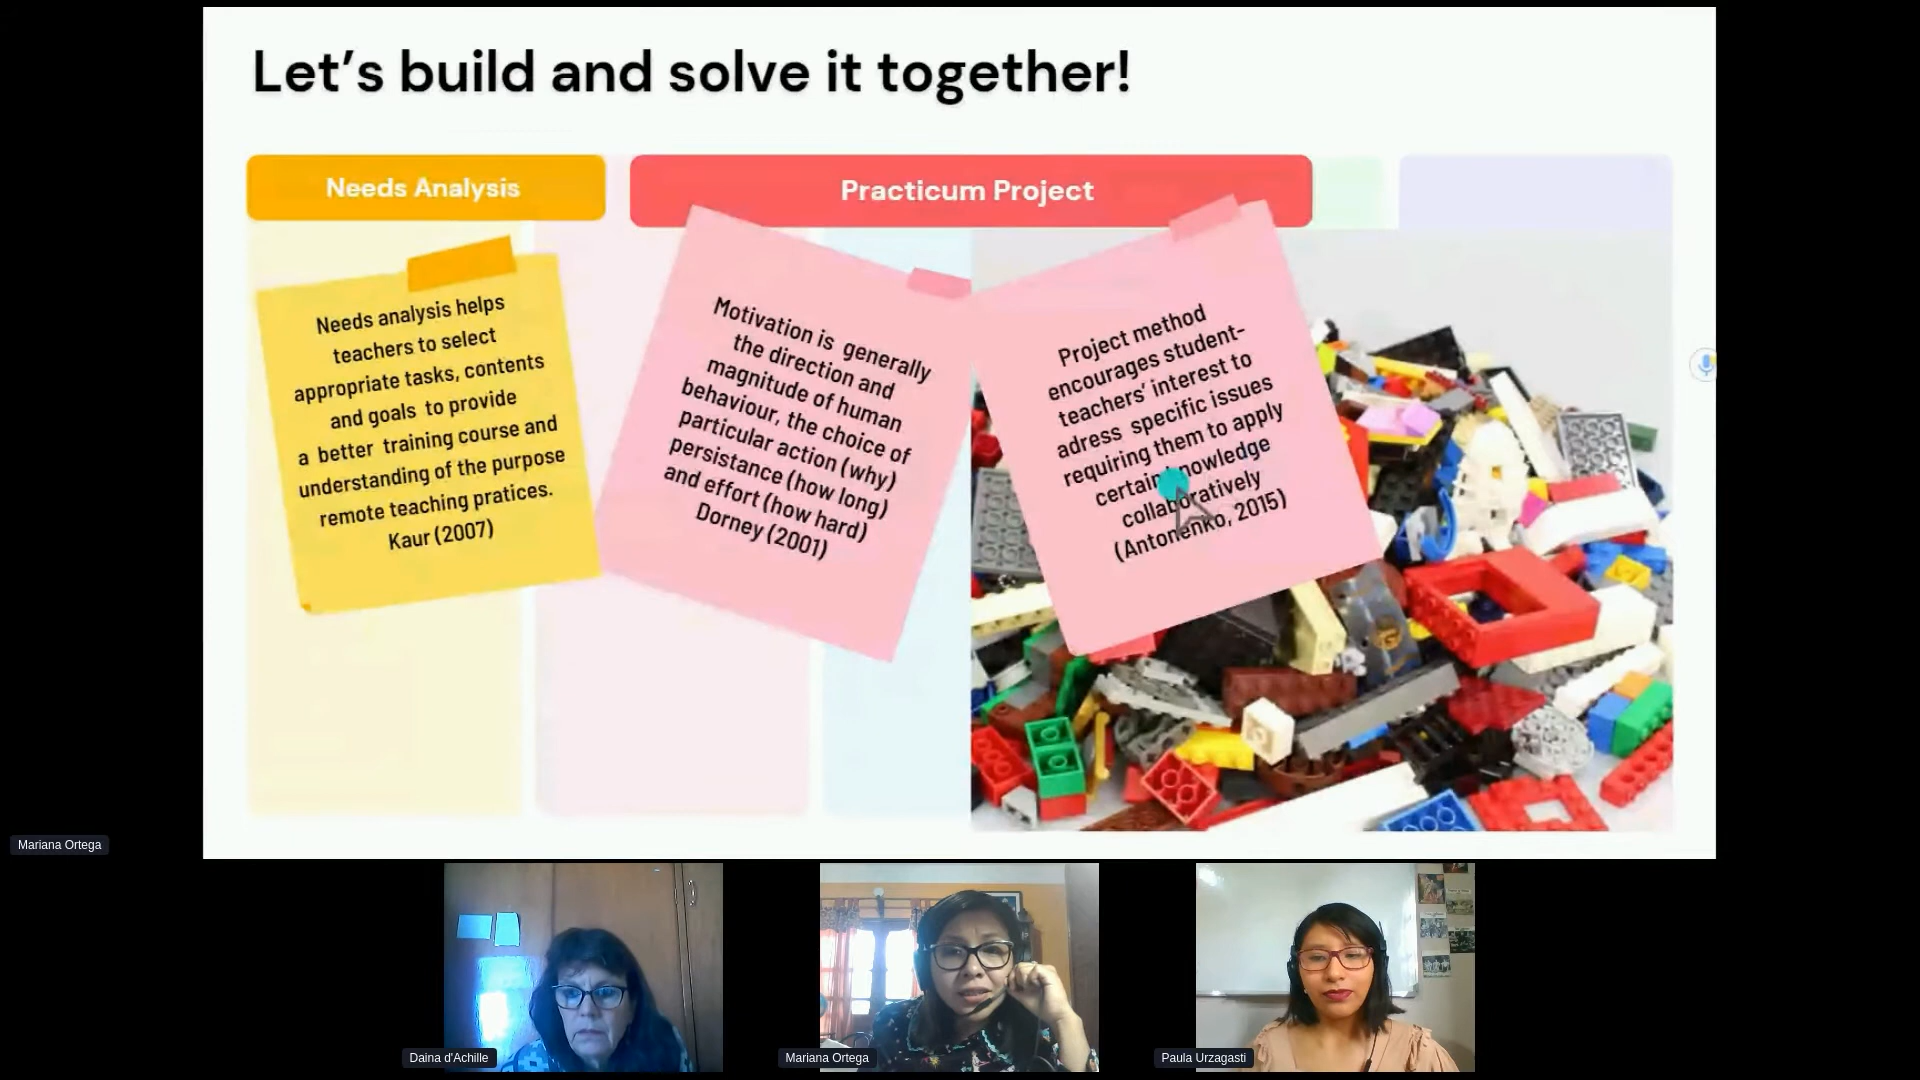 Let's build and solve it together!
Needs Analysis
Practicum Project
Needs analysis helps
teachers to select
appropriate tasks, contents
and goals to provide
a better training course and
understanding of the purpose
remote teaching pratices.
Kaur (2007)
Motivation is generally
the direction and
magnitude of human
behaviour, the choice of
particular action (why)
persistance (how long)
and effort (how hard)
Dorney (2001)
Project method
encourages student-
teachers' interest to
adress specific issues
requiring them to apply
certain knowledge
collaboratively
(Antonenko, 2015)
Mariana Ortega
Daina d'Achille
Mariana Ortega
Paula Urzagasti